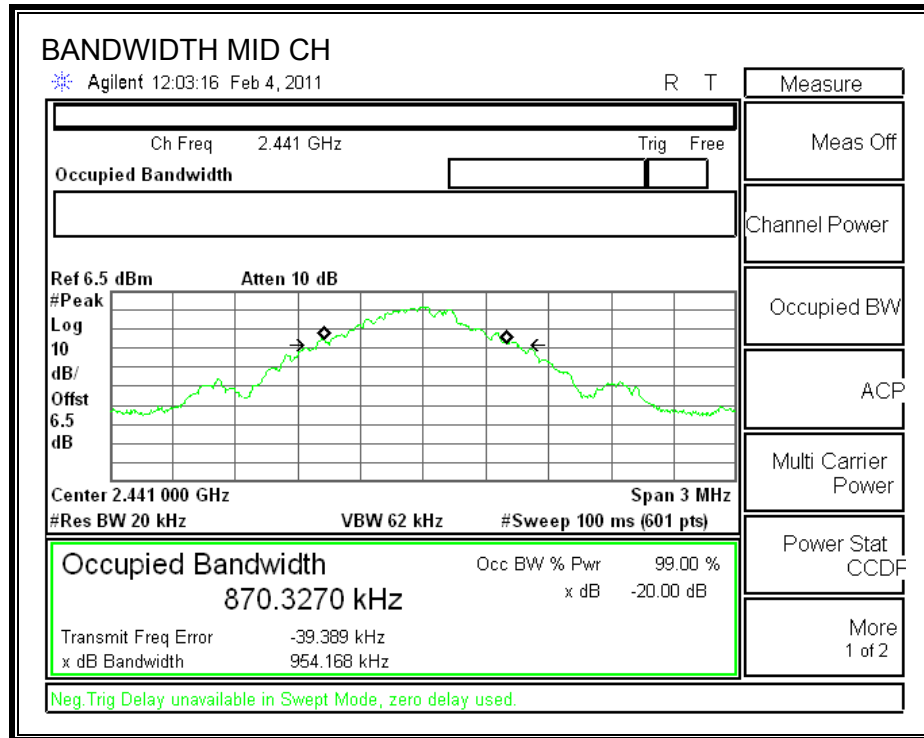 BANDWIDTH MID CH
Agilent 12:03:16 Feb 4, 2011 R T
Measure
Ch Freq 2.441 GHz Trig Free
Meas Off
Occupied Bandwidth
Channel Power
Ref 6.5 dBm Atten 10 dB
#Peak
Log
10
dB/
Offst
6.5
dB
Occupied BW
ACP
Multi Carrier
Power
Center 2.441 000 GHz Span 3 MHz
#Res BW 20 kHz VBW 62 kHz #Sweep 100 ms (601 pts)
Power Stat
CCDF
Occupied Bandwidth Occ BW % Pwr 99.00 %
870.3270 kHz x dB -20.00 dB
Transmit Freq Error -39.389 kHz
x dB Bandwidth 954.168 kHz
More
1 of 2
Neg.Trig Delay unavailable in Swept Mode, zero delay used.